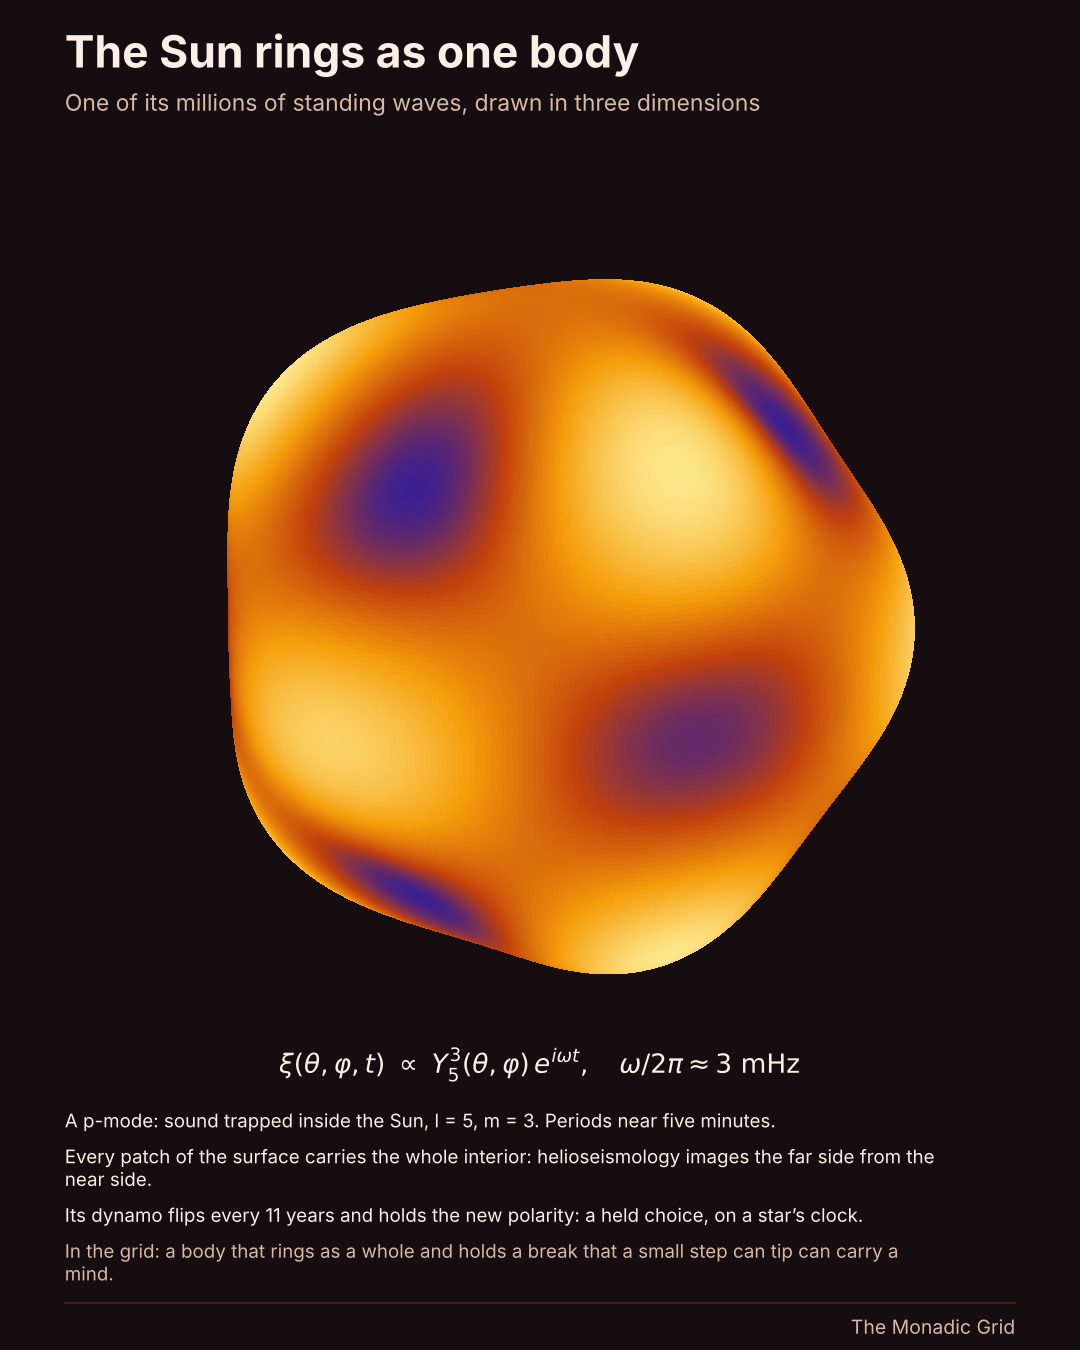 The Sun rings as one body
One of its millions of standing waves, drawn in three dimensions
ξ(θ, φ, t) ∝ Y₅³(θ, φ) e^{iωt},    ω/2π ≈ 3 mHz
A p-mode: sound trapped inside the Sun, l = 5, m = 3. Periods near five minutes.
Every patch of the surface carries the whole interior: helioseismology images the far side from the
near side.
Its dynamo flips every 11 years and holds the new polarity: a held choice, on a star’s clock.
In the grid: a body that rings as a whole and holds a break that a small step can tip can carry a
mind.
The Monadic Grid